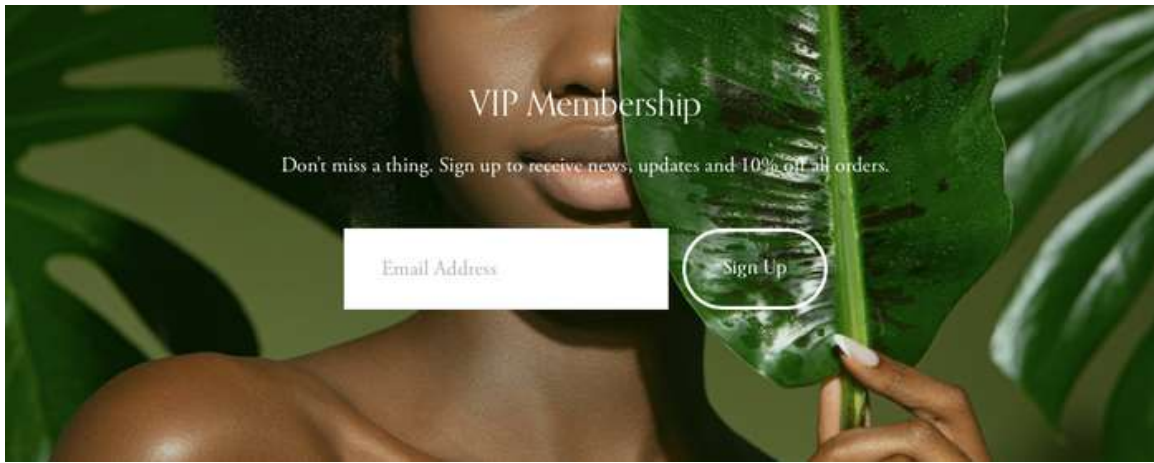 VIP Membership
Don't miss a thing. Sign up to receive news, updates and 10% off all orders.
Email Address
Sign Up